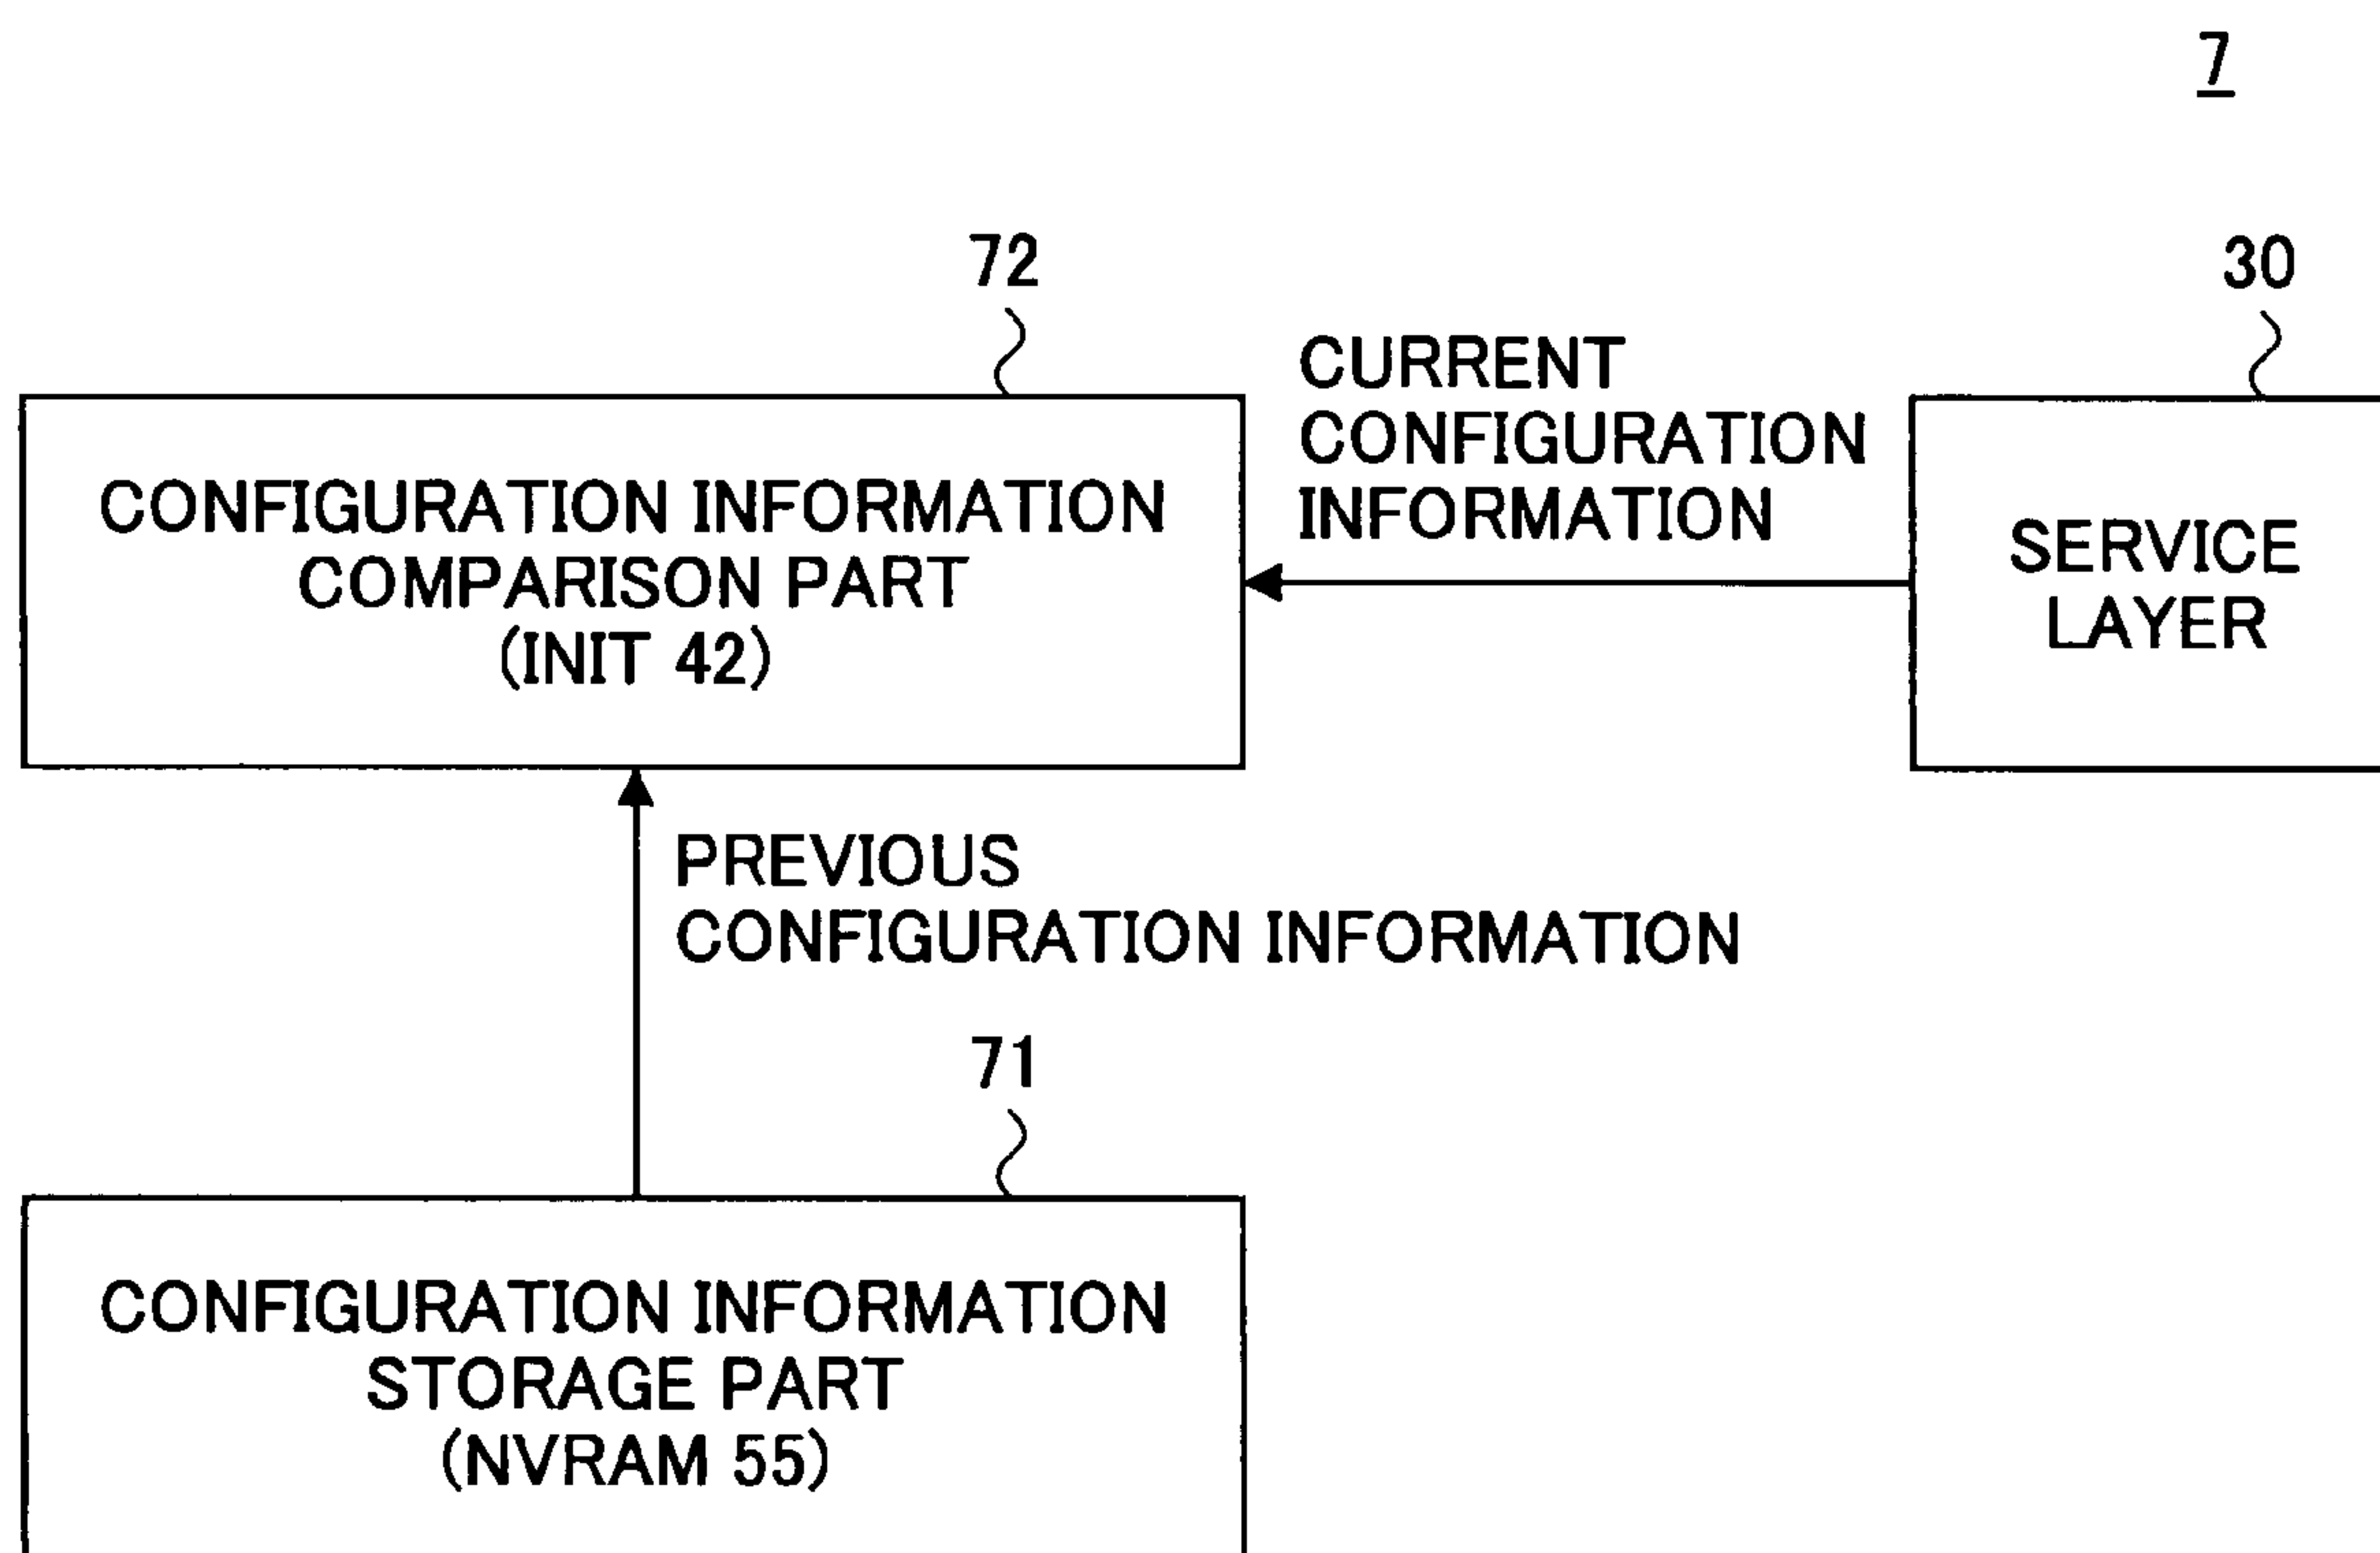 7
72
30
CURRENT
CONFIGURATION
INFORMATION
CONFIGURATION INFORMATION
COMPARISON PART
(INIT 42)
SERVICE
LAYER
PREVIOUS
CONFIGURATION INFORMATION
71
CONFIGURATION INFORMATION
STORAGE PART
(NVRAM 55)